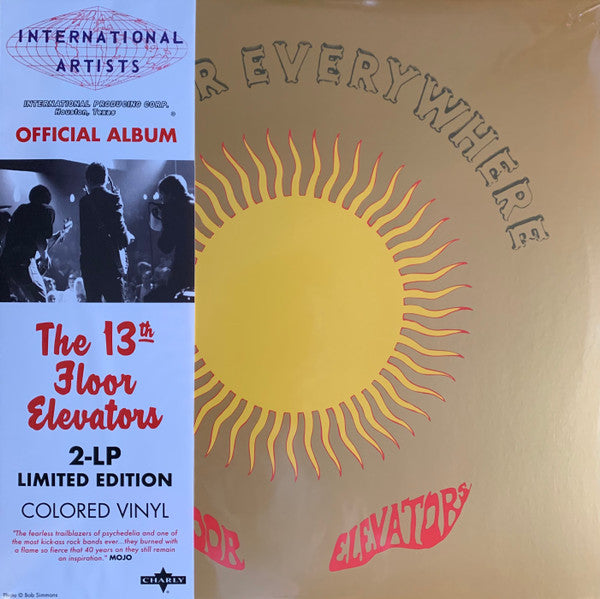 INTERNATIONAL
ARTISTS
INTERNATIONAL PRODUCING CORP.
Houston, Texas ®
OFFICIAL ALBUM
The 13th
Floor
Elevators
2-LP
LIMITED EDITION
COLORED VINYL
"The fearless trailblazers of psychedelia and one of
the most kick-ass rock bands ever...they burned with
a flame so fierce that 40 years on they still remain
an inspiration." MOJO
CHARLY
Photo © Bob Simmons
R EVERYWHERE
OOR
ELEVATORS